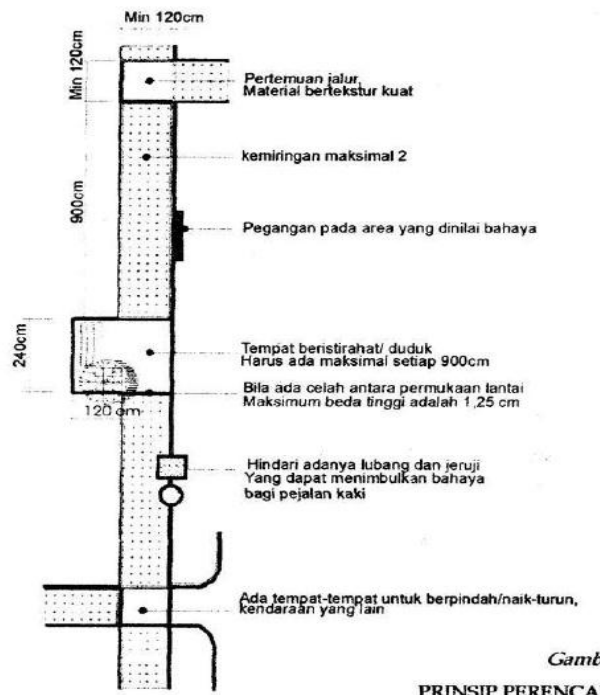 Min 120cm
Min 120cm
Pertemuan jalur,
Material bertekstur kuat
kemiringan maksimal 2
900cm
Pegangan pada area yang dinilai bahaya
240cm
Tempat beristirahat/ duduk
Harus ada maksimal setiap 900cm
Bila ada celah antara permukaan lantai
Maksimum beda tinggi adalah 1,25 cm
120 cm
Hindari adanya lubang dan jeruji
Yang dapat menimbulkan bahaya
bagi pejalan kaki
Ada tempat-tempat untuk berpindah/naik-turun,
kendaraan yang lain
Gamb
PRINSIP PERENCA